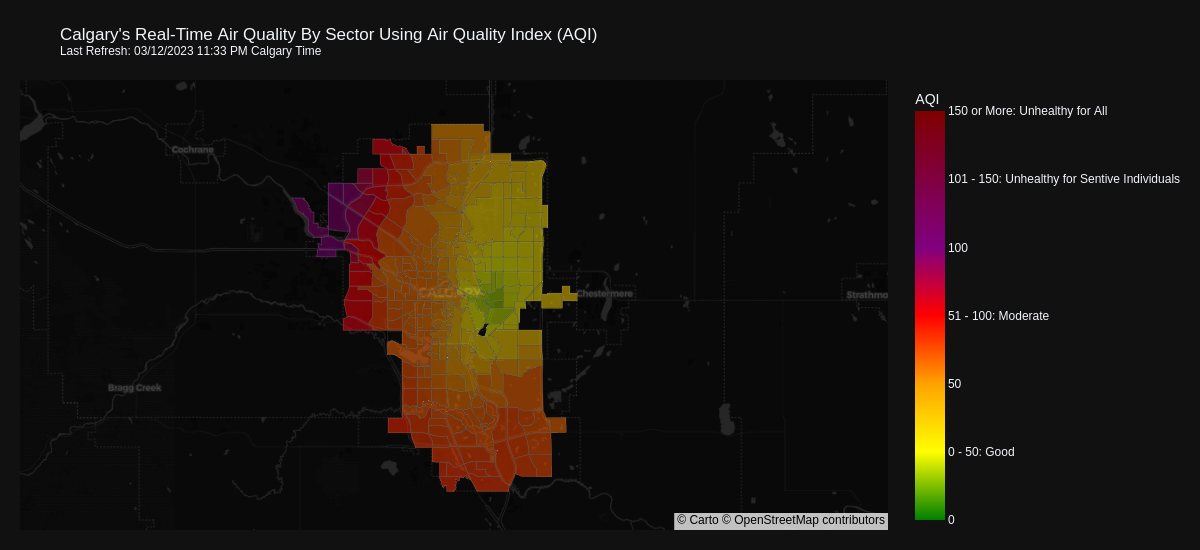 Calgary's Real-Time Air Quality By Sector Using Air Quality Index (AQI)
Last Refresh: 03/12/2023 11:33 PM Calgary Time
AQI
150 or More: Unhealthy for All
Cochrane
101 - 150: Unhealthy for Sentive Individuals
100
CALGARY
Chestermere
Strathmo
51 - 100: Moderate
50
Bragg Creek
0 - 50: Good
0
© Carto © OpenStreetMap contributors